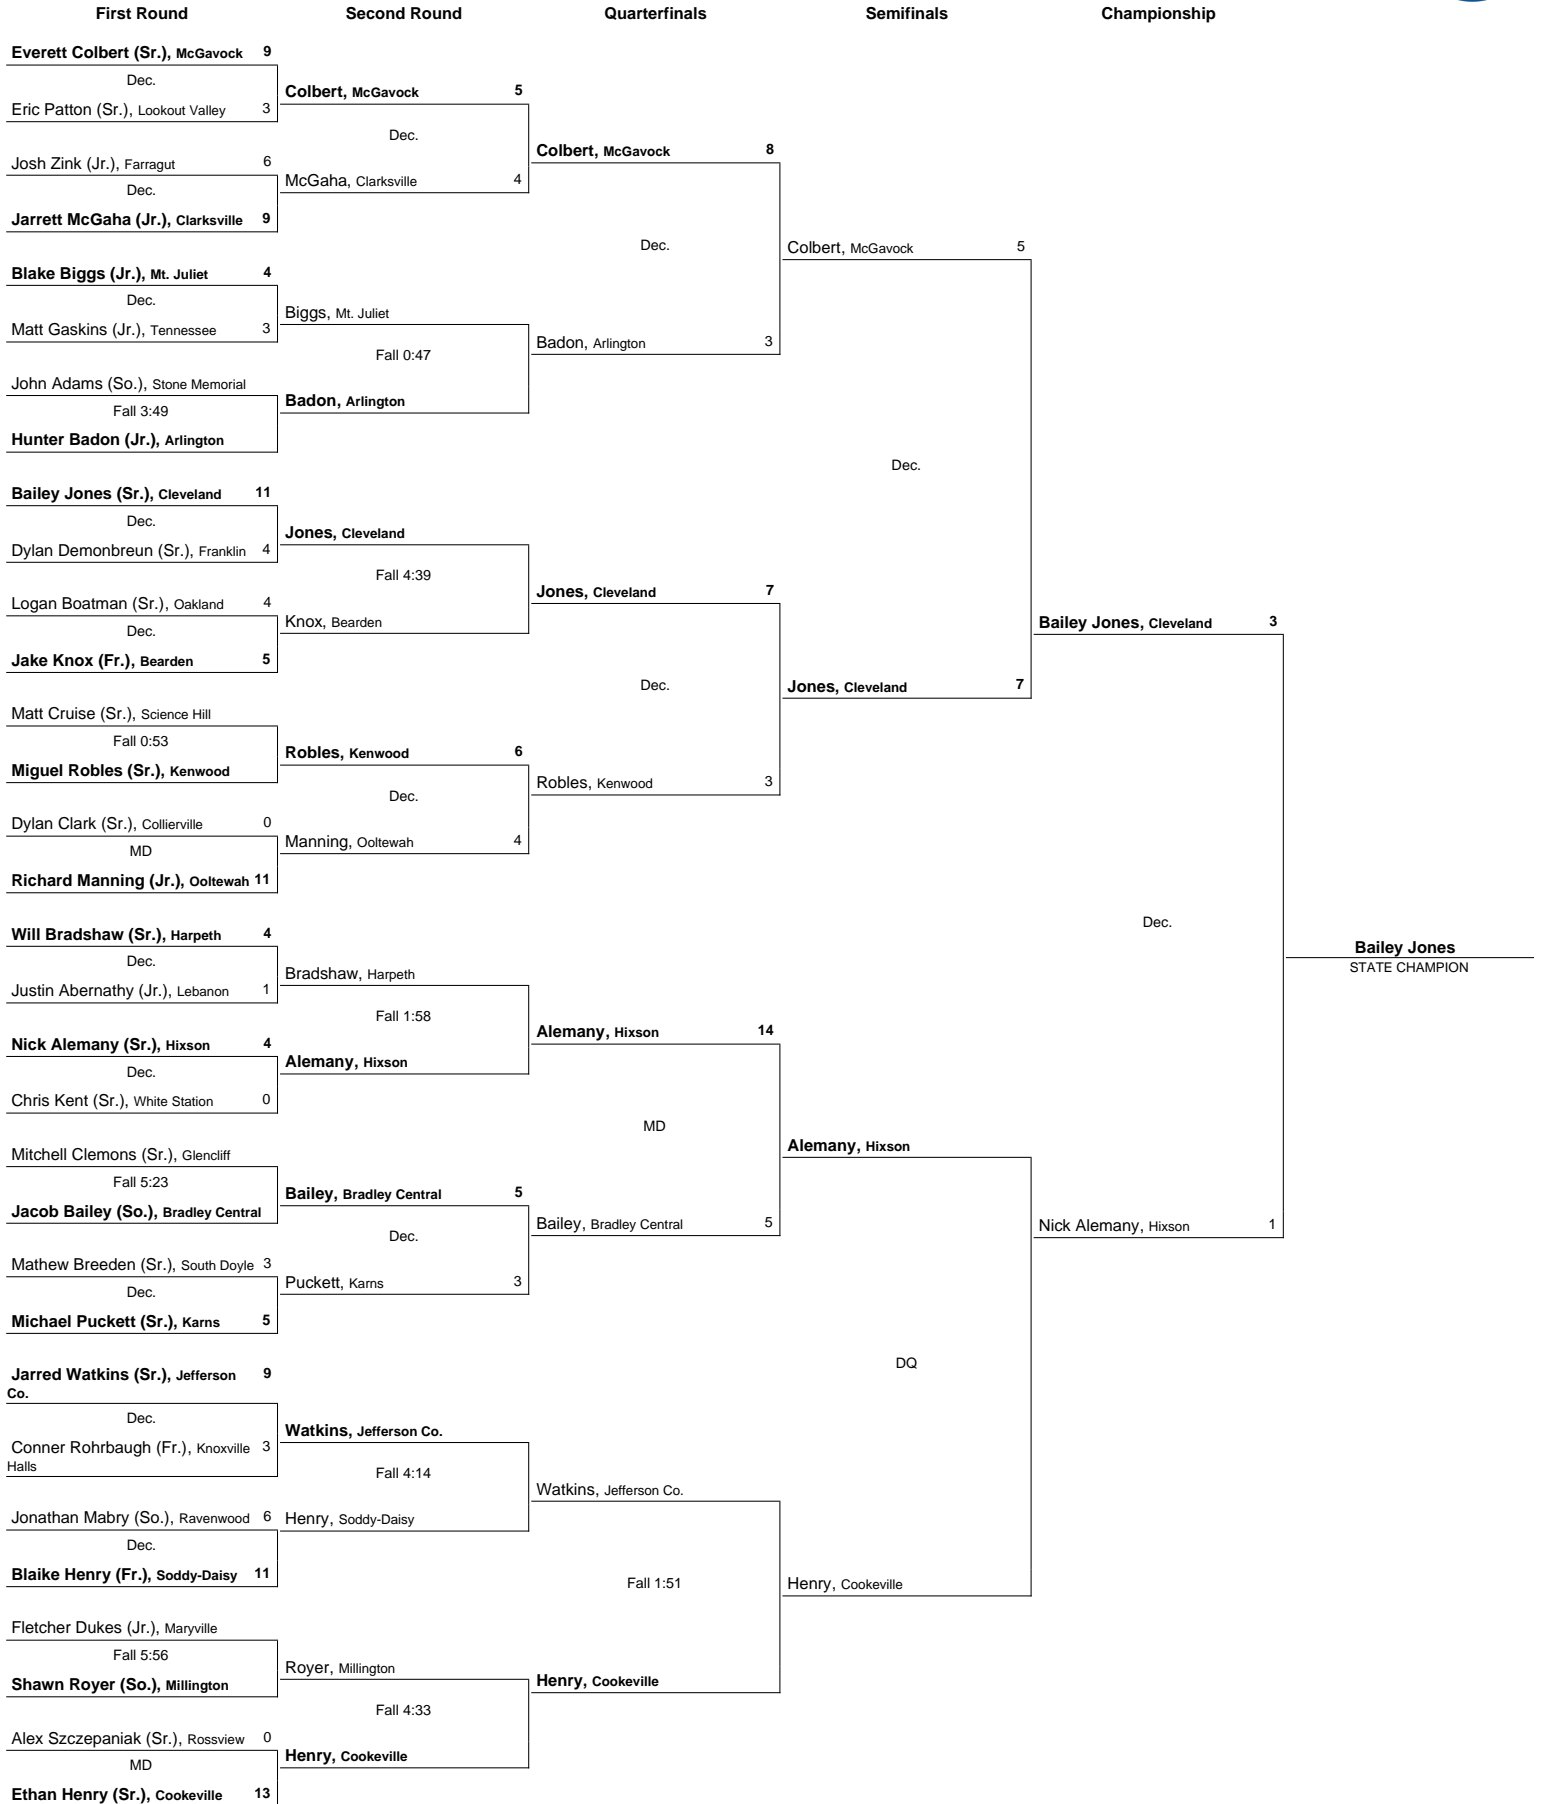 First Round Second Round Quarterfinals Semifinals Championship
Everett Colbert (Sr.), McGavock 9
Dec.
Eric Patton (Sr.), Lookout Valley 3
Josh Zink (Jr.), Farragut 6
Dec.
Jarrett McGaha (Jr.), Clarksville 9
Blake Biggs (Jr.), Mt. Juliet 4
Dec.
Matt Gaskins (Jr.), Tennessee 3
John Adams (So.), Stone Memorial
Fall 3:49
Hunter Badon (Jr.), Arlington
Bailey Jones (Sr.), Cleveland 11
Dec.
Dylan Demonbreun (Sr.), Franklin 4
Logan Boatman (Sr.), Oakland 4
Dec.
Jake Knox (Fr.), Bearden 5
Matt Cruise (Sr.), Science Hill
Fall 0:53
Miguel Robles (Sr.), Kenwood
Dylan Clark (Sr.), Collierville 0
MD
Richard Manning (Jr.), Ooltewah 11
Will Bradshaw (Sr.), Harpeth 4
Dec.
Justin Abernathy (Jr.), Lebanon 1
Nick Alemany (Sr.), Hixson 4
Dec.
Chris Kent (Sr.), White Station 0
Mitchell Clemons (Sr.), Glencliff
Fall 5:23
Jacob Bailey (So.), Bradley Central
Mathew Breeden (Sr.), South Doyle 3
Dec.
Michael Puckett (Sr.), Karns 5
Jarred Watkins (Sr.), Jefferson 9
Co.
Dec.
Conner Rohrbaugh (Fr.), Knoxville 3
Halls
Jonathan Mabry (So.), Ravenwood 6
Dec.
Blaike Henry (Fr.), Soddy-Daisy 11
Fletcher Dukes (Jr.), Maryville
Fall 5:56
Shawn Royer (So.), Millington
Alex Szczepaniak (Sr.), Rossview 0
MD
Ethan Henry (Sr.), Cookeville 13
Colbert, McGavock 5
Dec.
McGaha, Clarksville 4
Biggs, Mt. Juliet
Fall 0:47
Badon, Arlington
Jones, Cleveland
Fall 4:39
Knox, Bearden
Robles, Kenwood 6
Dec.
Manning, Ooltewah 4
Bradshaw, Harpeth
Fall 1:58
Alemany, Hixson
Bailey, Bradley Central 5
Dec.
Puckett, Karns 3
Watkins, Jefferson Co.
Fall 4:14
Henry, Soddy-Daisy
Royer, Millington
Fall 4:33
Henry, Cookeville
Colbert, McGavock 8
Dec.
Badon, Arlington 3
Jones, Cleveland 7
Dec.
Robles, Kenwood 3
Alemany, Hixson 14
MD
Bailey, Bradley Central 5
Watkins, Jefferson Co.
Fall 1:51
Henry, Cookeville
Colbert, McGavock 5
Dec.
Jones, Cleveland 7
Alemany, Hixson
DQ
Henry, Cookeville
Bailey Jones, Cleveland 3
Dec.
Nick Alemany, Hixson 1
Bailey Jones
STATE CHAMPION